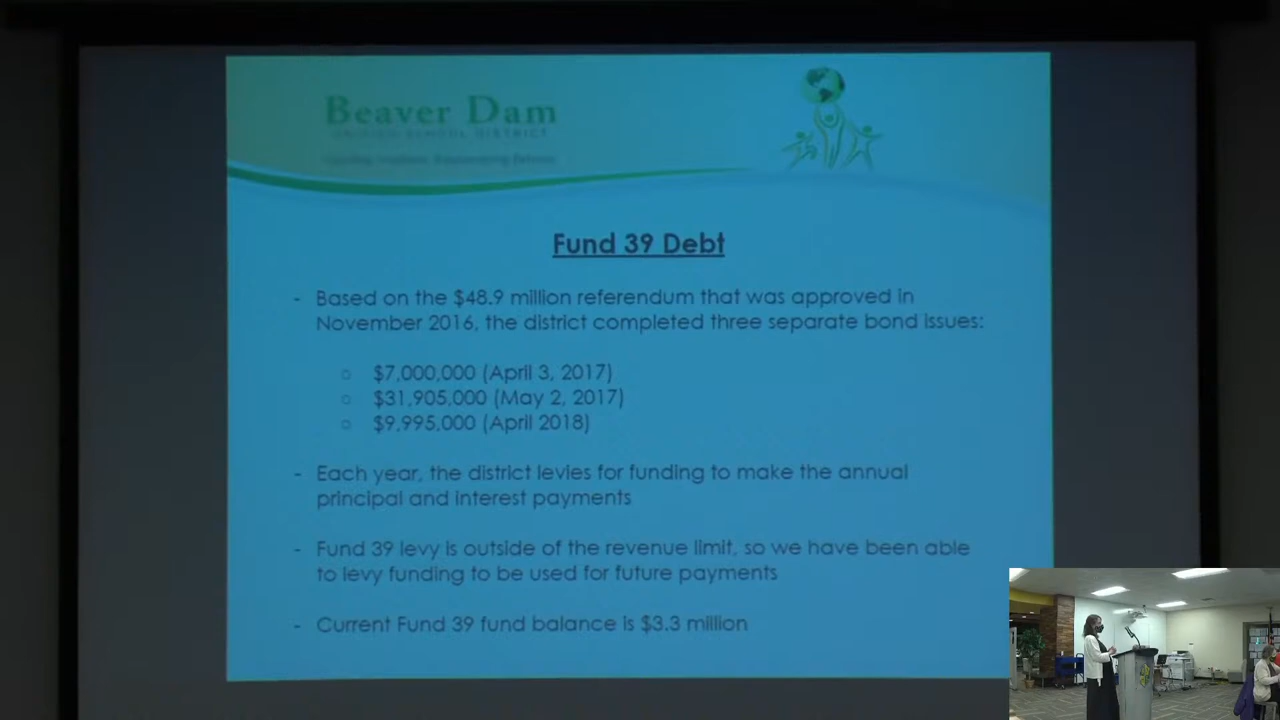 Beaver Dam
UNIFIED SCHOOL DISTRICT
Fund 39 Debt
- Based on the $48.9 million referendum that was approved in
November 2016, the district completed three separate bond issues:
○ $7,000,000 (April 3, 2017)
○ $31,905,000 (May 2, 2017)
○ $9,995,000 (April 2018)
- Each year, the district levies for funding to make the annual
principal and interest payments
- Fund 39 levy is outside of the revenue limit, so we have been able
to levy funding to be used for future payments
- Current Fund 39 fund balance is $3.3 million